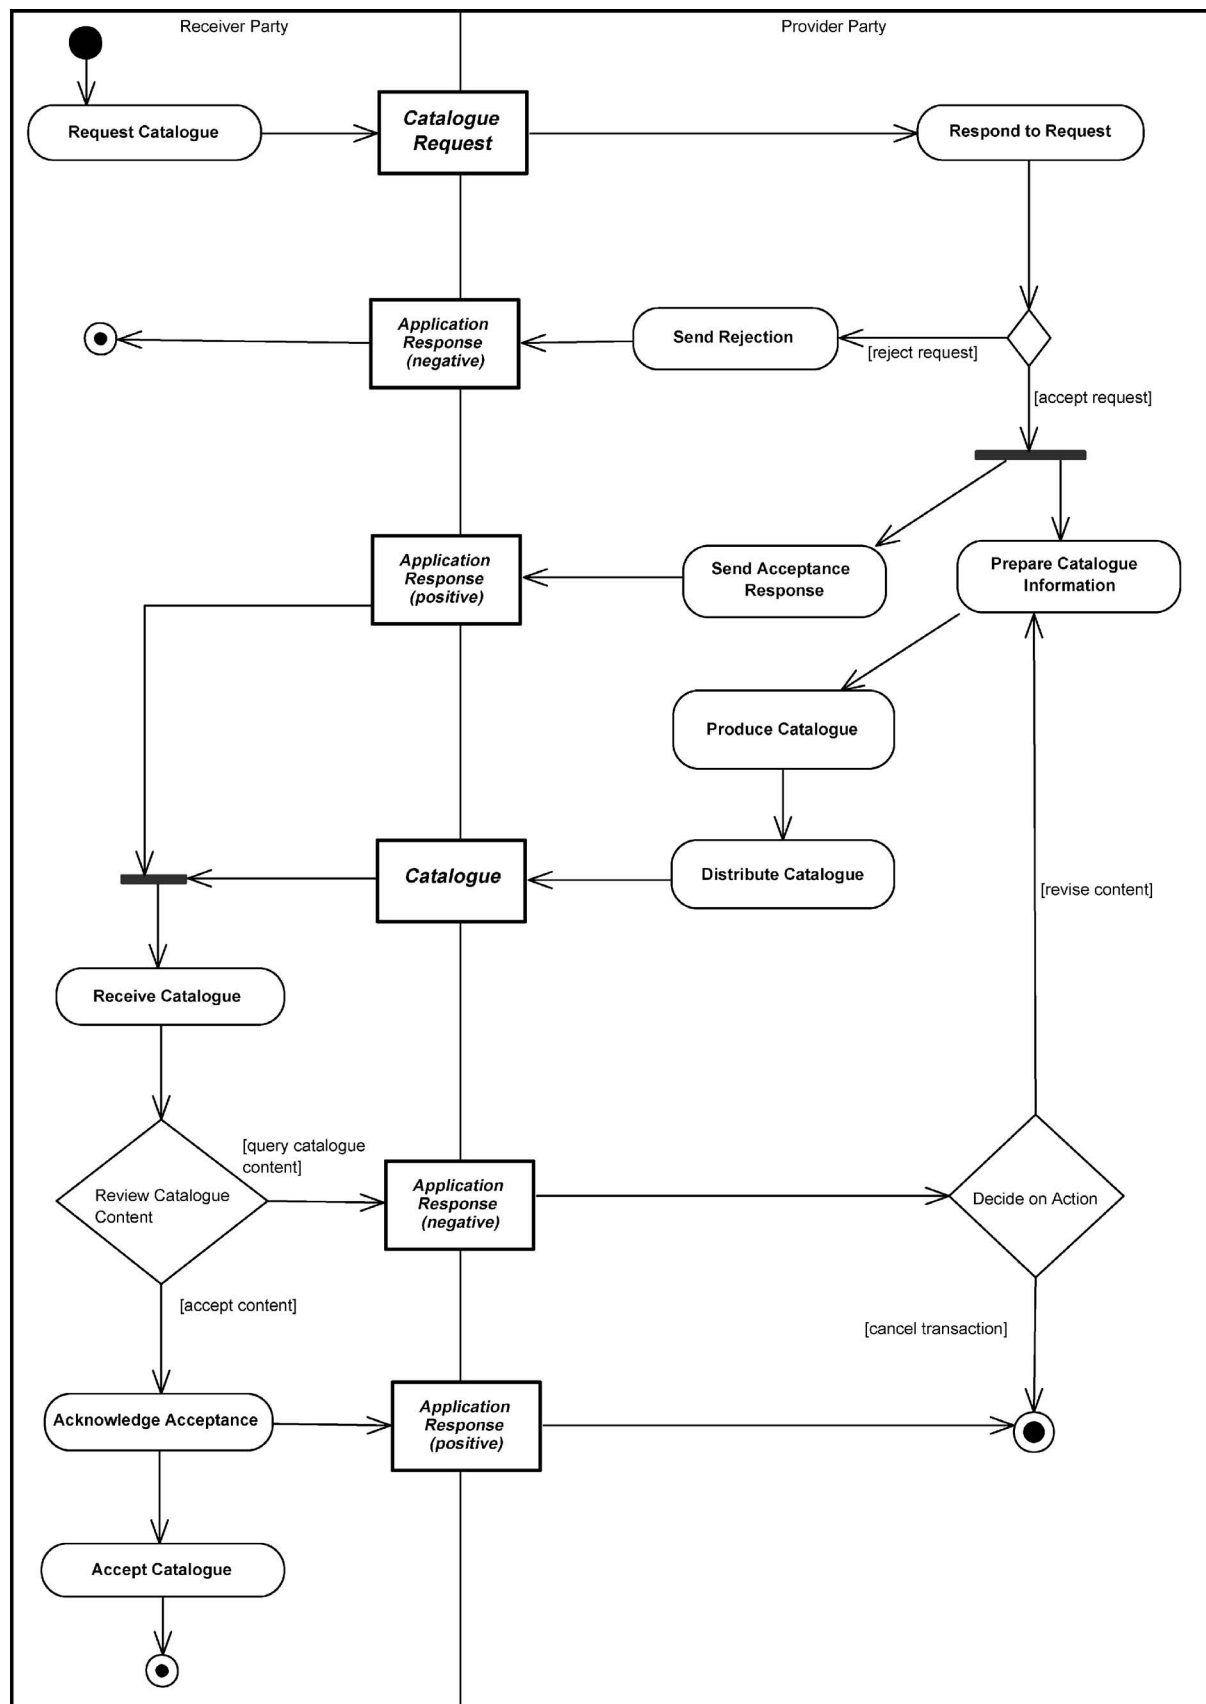 Receiver Party
Provider Party
Request Catalogue
Catalogue
Request
Respond to Request
Application
Response
(negative)
Send Rejection
[reject request]
[accept request]
Application
Response
(positive)
Send Acceptance
Response
Prepare Catalogue
Information
Produce Catalogue
Catalogue
Distribute Catalogue
[revise content]
Receive Catalogue
[query catalogue
content]
Review Catalogue
Content
Application
Response
(negative)
Decide on Action
[accept content]
[cancel transaction]
Acknowledge Acceptance
Application
Response
(positive)
Accept Catalogue